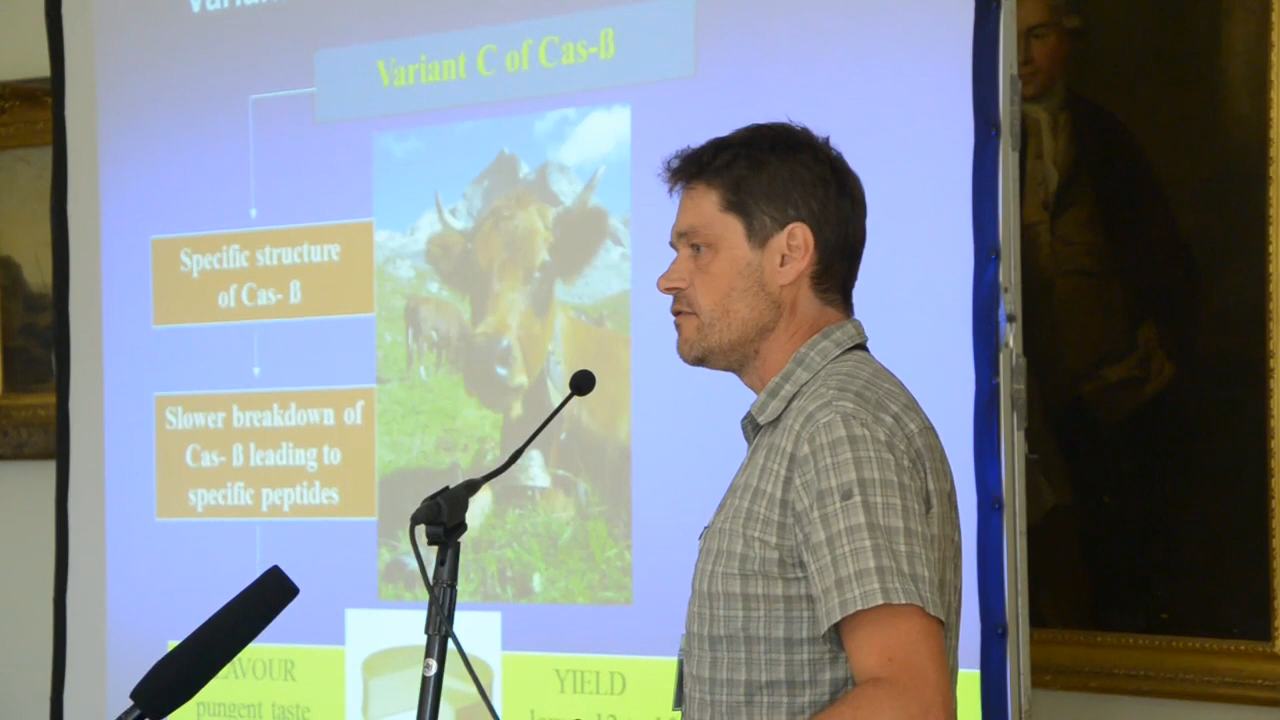 Variant C of Cas-ß
Specific structure
of Cas- ß
Slower breakdown of
Cas- ß leading to
specific peptides
YIELD
pungent taste